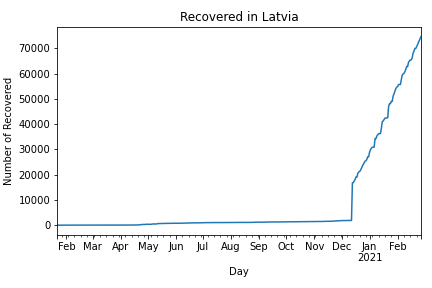 Recovered in Latvia
Number of Recovered
70000
60000
50000
40000
30000
20000
10000
0
Feb Mar Apr May Jun Jul Aug Sep Oct Nov Dec Jan Feb
2021
Day